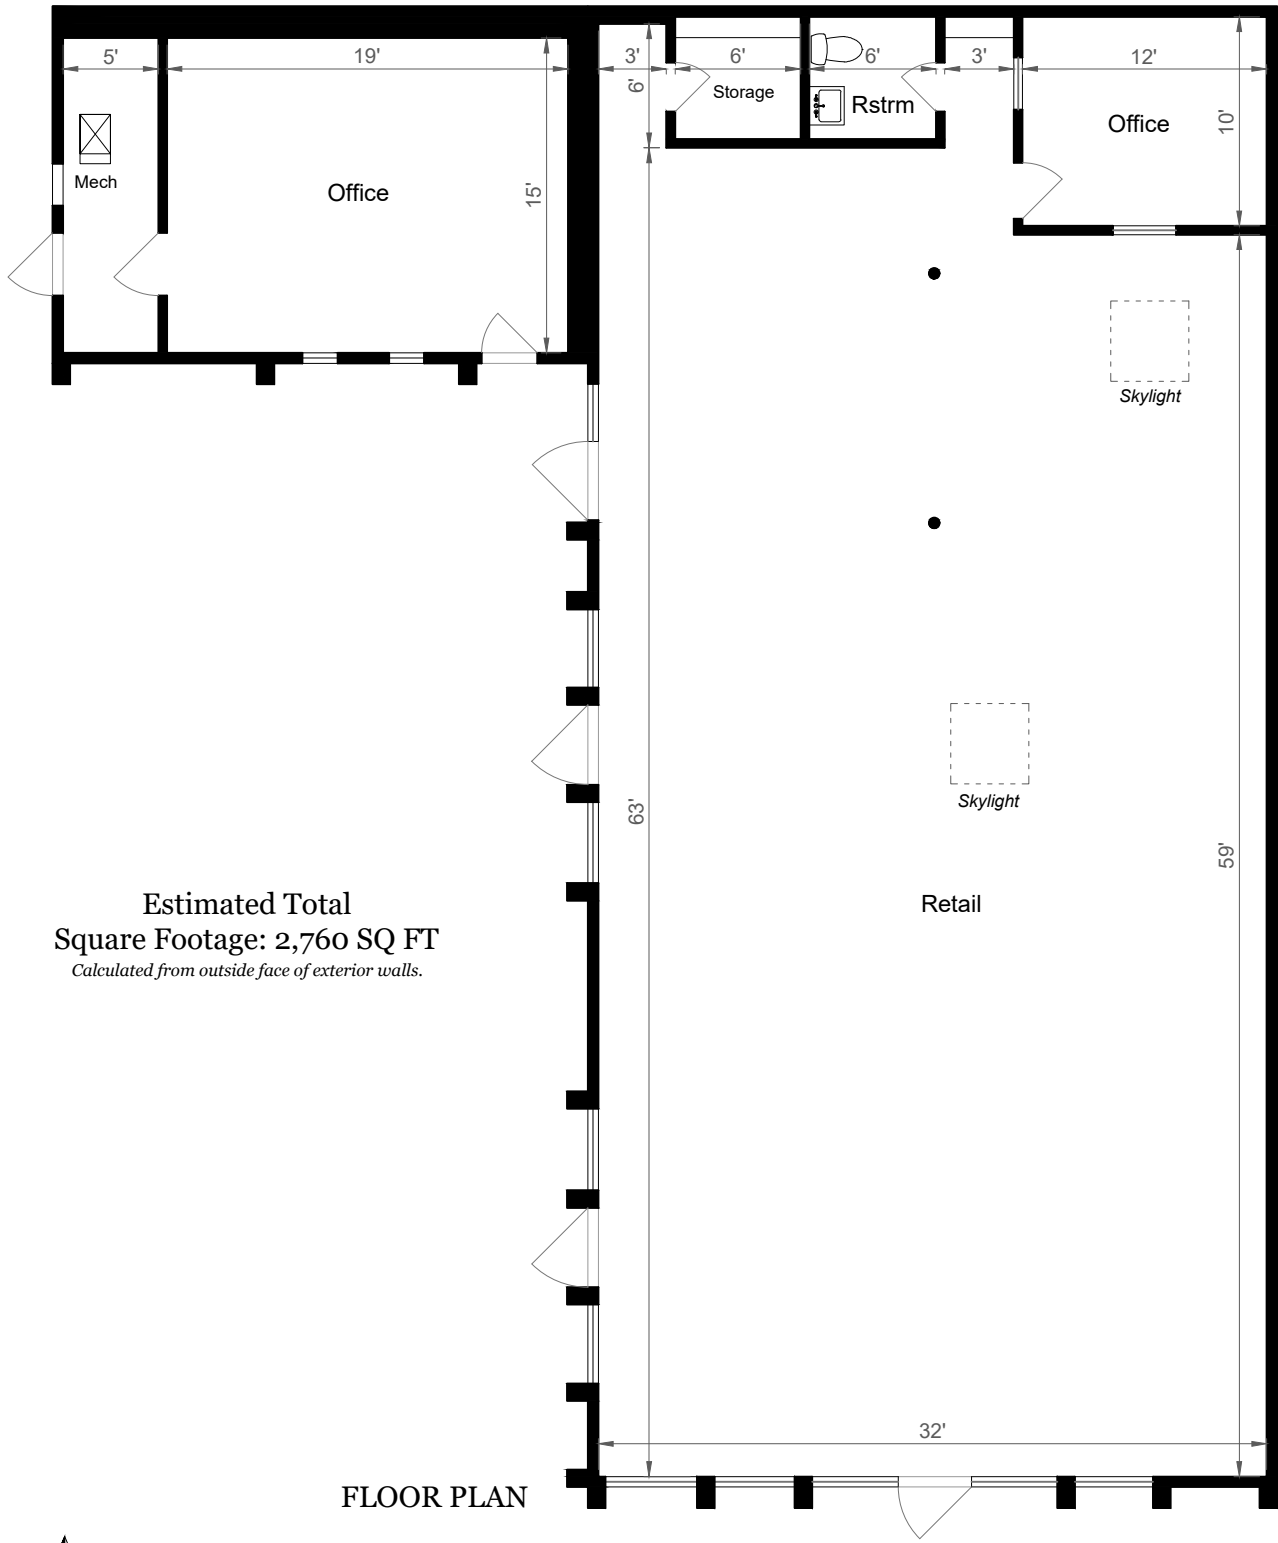 5'
19'
3'
6'
6'
3'
12'
6'
Storage
Rstrm
Office
10'
Mech
Office
15'
Skylight
Skylight
63'
59'
Retail
Estimated Total
Square Footage: 2,760 SQ FT
Calculated from outside face of exterior walls.
32'
FLOOR PLAN